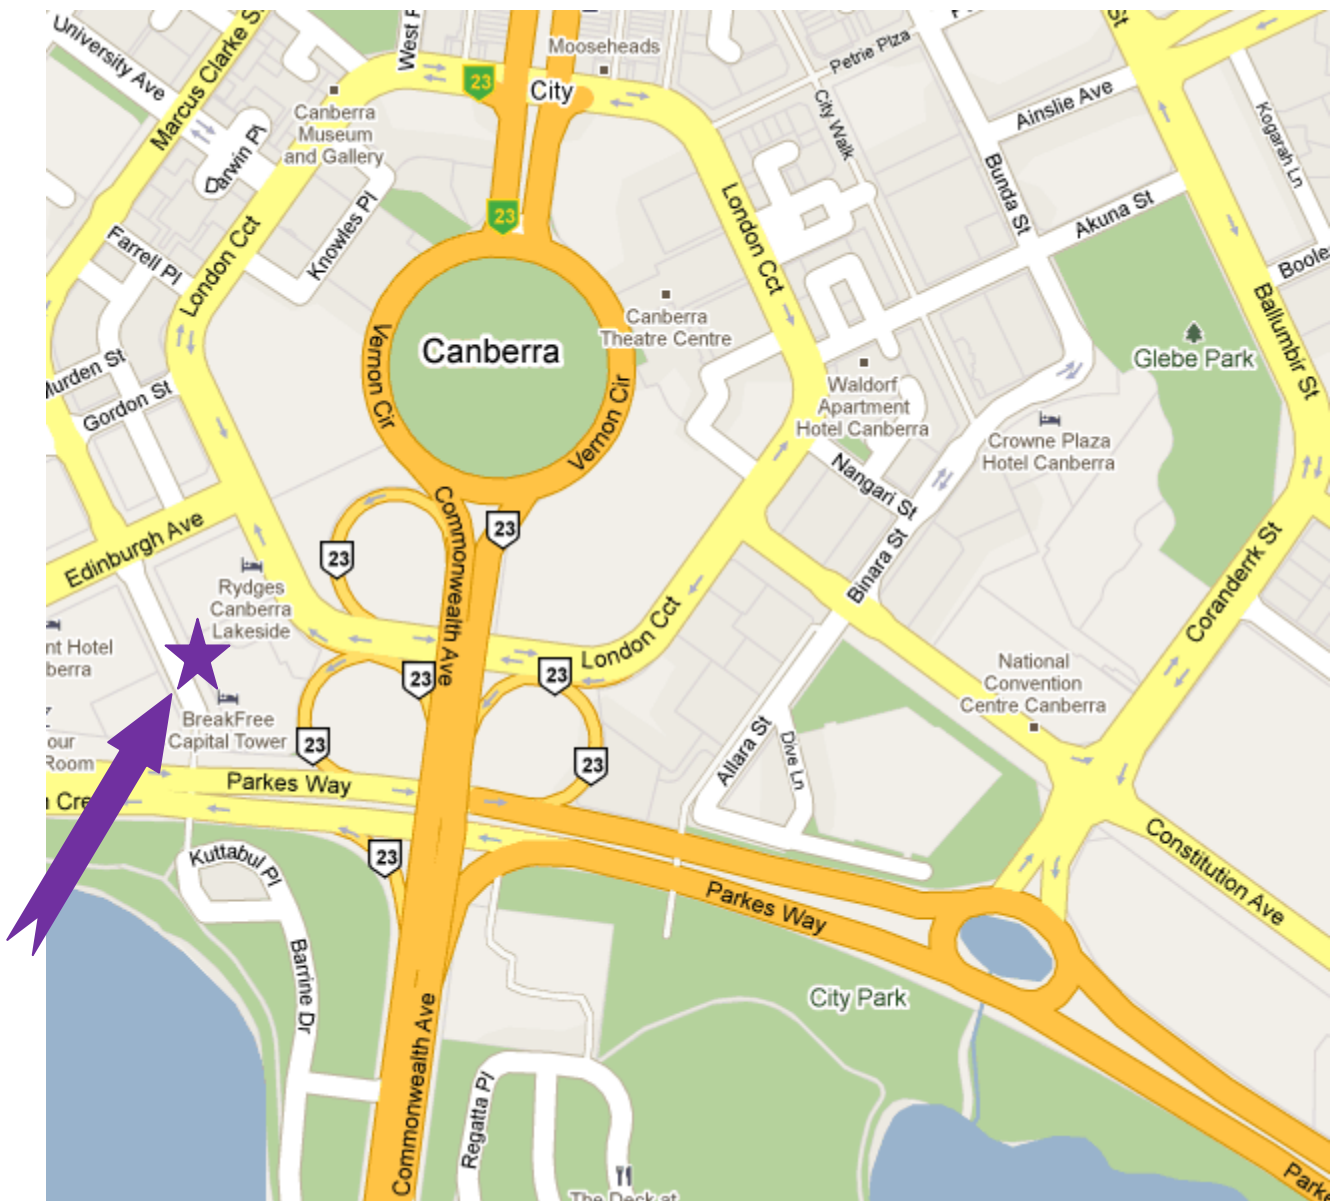 University Ave
Marcus Clarke S
West R
Mooseheads
Petrie Plza
St
23
City
Canberra
Museum
and Gallery
City Walk
Ainslie Ave
Kogarah Ln
Darwin Pl
Bunda St
Akuna St
Knowles Pl
London Cct
23
Farrell Pl
London Cct
Boole
Canberra
Theatre Centre
Canberra
Vernon Cir
Vernon Cir
Ballumbir St
Glebe Park
Murden St
Gordon St
Waldorf
Apartment
Hotel Canberra
Crowne Plaza
Hotel Canberra
Nangari St
Commonwealth Ave
23
23
Edinburgh Ave
Binara St
Coranderrk St
Rydges
Canberra
Lakeside
nt Hotel
berra
London Cct
23
23
National
Convention
Centre Canberra
BreakFree
Capital Tower
our
Room
23
23
Allara St
Dive Ln
Parkes Way
n Cre
Constitution Ave
23
Kuttabul Pl
Parkes Way
Barrine Dr
City Park
Commonwealth Ave
Regatta Pl
Park
The Deck at